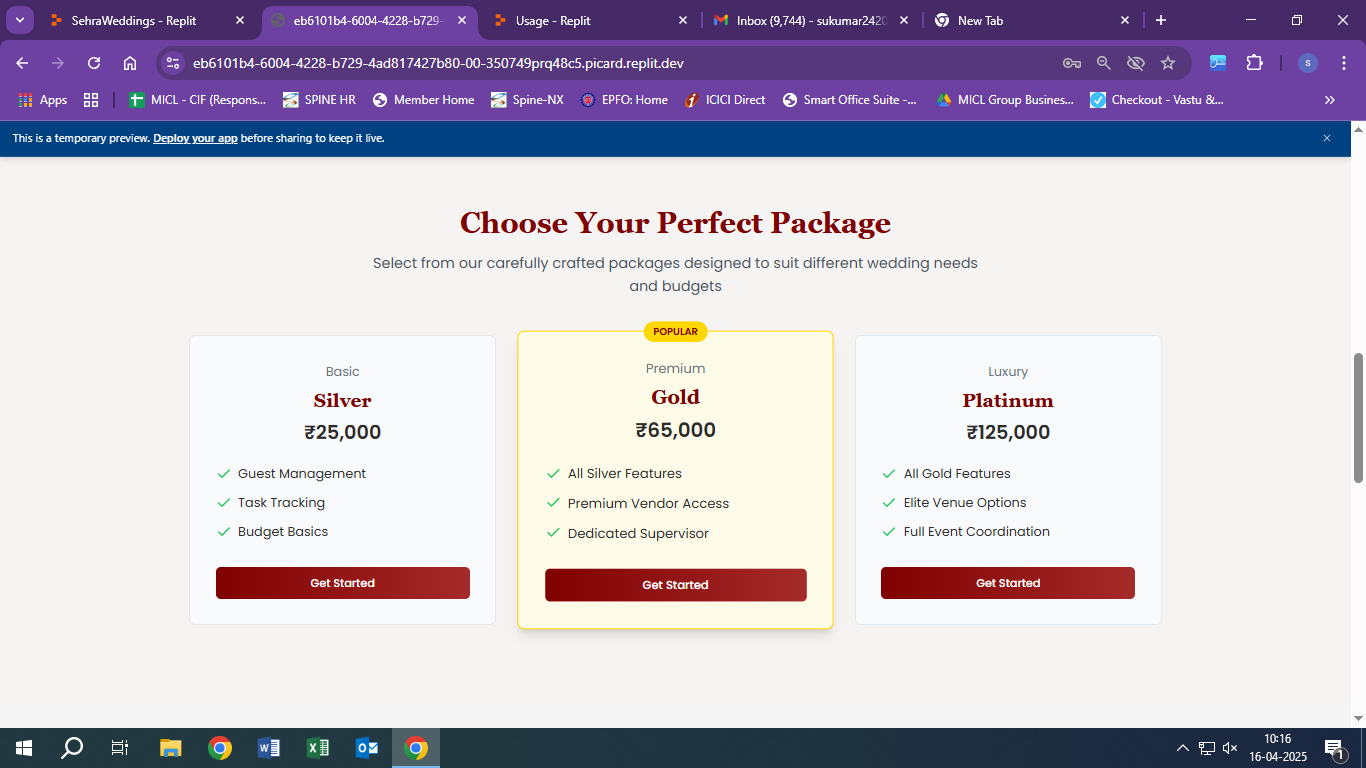 SehraWeddings - Replit
eb6101b4-6004-4228-b729-
Usage - Replit
Inbox (9,744) - sukumar2420
New Tab
eb6101b4-6004-4228-b729-4ad817427b80-00-350749prq48c5.picard.replit.dev
s
Apps
MICL - CIF (Respons...
SPINE HR
Member Home
Spine-NX
EPFO: Home
ICICI Direct
Smart Office Suite -...
MICL Group Busines...
Checkout - Vastu &...
This is a temporary preview. Deploy your app before sharing to keep it live.
Choose Your Perfect Package
Select from our carefully crafted packages designed to suit different wedding needs
and budgets
Basic
Silver
₹25,000
Guest Management
Task Tracking
Budget Basics
Get Started
POPULAR
Premium
Gold
₹65,000
All Silver Features
Premium Vendor Access
Dedicated Supervisor
Get Started
Luxury
Platinum
₹125,000
All Gold Features
Elite Venue Options
Full Event Coordination
Get Started
10:16
16-04-2025
1